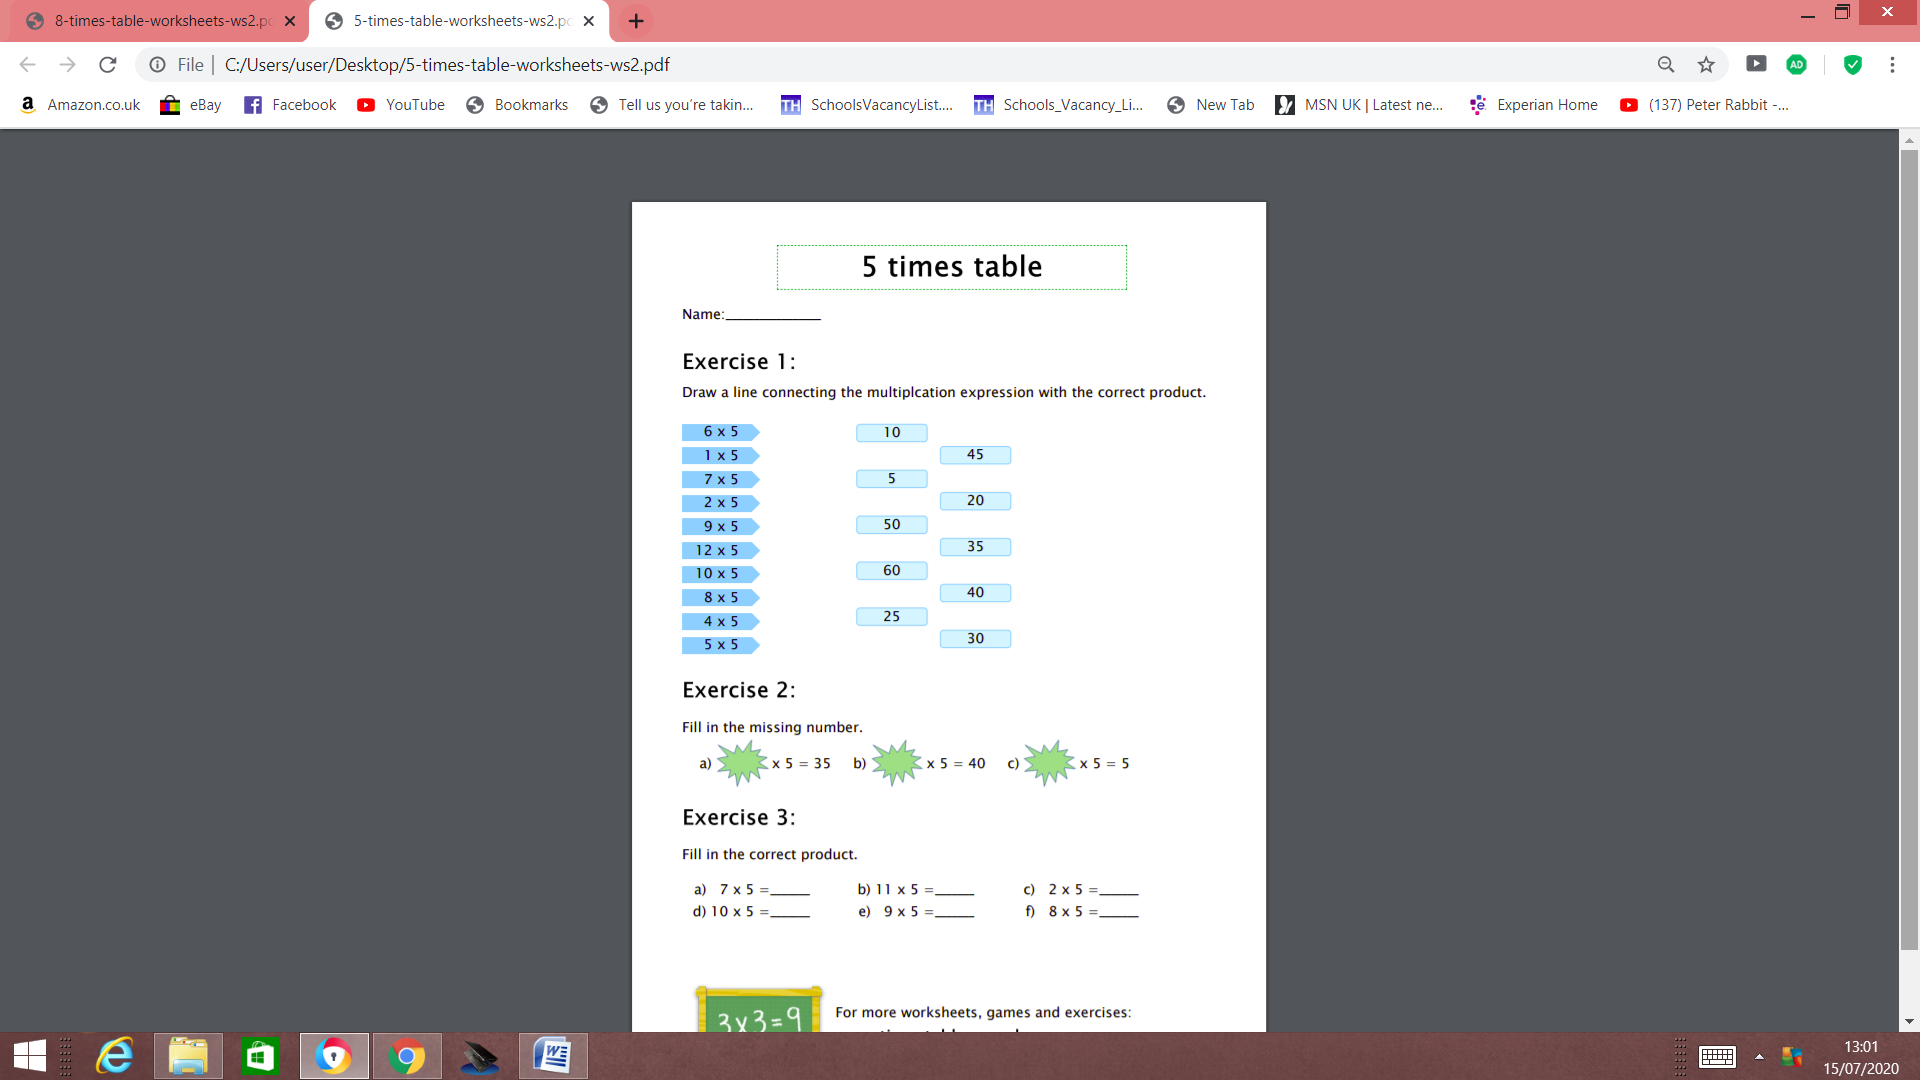 8-times-table-worksheets-ws2.pd
5-times-table-worksheets-ws2.pd
File | C:/Users/user/Desktop/5-times-table-worksheets-ws2.pdf
AD
Amazon.co.uk eBay Facebook YouTube Bookmarks Tell us you're takin... TH SchoolsVacancyList.... TH Schools_Vacancy_Li... New Tab MSN UK | Latest ne... Experian Home (137) Peter Rabbit -...
5 times table
Name:____________
Exercise 1:
Draw a line connecting the multiplcation expression with the correct product.
6 x 5 10
1 x 5 45
7 x 5 5
2 x 5 20
9 x 5 50
12 x 5 35
10 x 5 60
8 x 5 40
4 x 5 25
5 x 5 30
Exercise 2:
Fill in the missing number.
a) x 5 = 35 b) x 5 = 40 c) x 5 = 5
Exercise 3:
Fill in the correct product.
a) 7 x 5 =_____ b) 11 x 5 =_____ c) 2 x 5 =_____
d) 10 x 5 =_____ e) 9 x 5 =_____ f) 8 x 5 =_____
3x3=9
For more worksheets, games and exercises:
13:01
15/07/2020